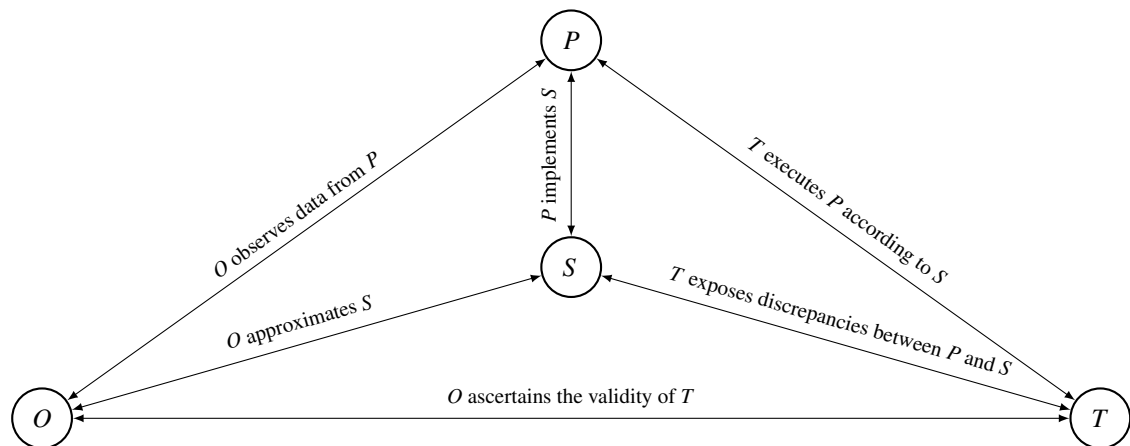 P
P implements S
O observes data from P
T executes P according to S
S
O approximates S
T exposes discrepancies between P and S
O ascertains the validity of T
O
T